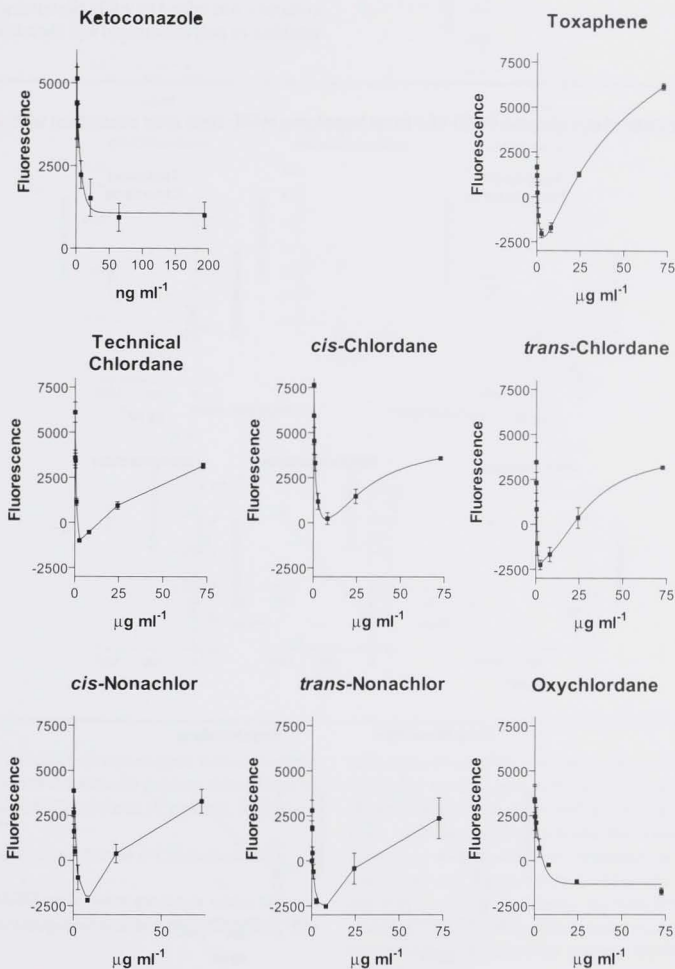 Ketoconazole
Fluorescence
5000
2500
0
0 50 100 150 200
ng ml-1
Toxaphene
Fluorescence
7500
5000
2500
0
-2500
0 25 50 75
μg ml-1
Technical
Chlordane
Fluorescence
7500
5000
2500
0
-2500
0 25 50 75
μg ml-1
cis-Chlordane
Fluorescence
7500
5000
2500
0
-2500
0 25 50 75
μg ml-1
trans-Chlordane
Fluorescence
7500
5000
2500
0
-2500
0 25 50 75
μg ml-1
cis-Nonachlor
Fluorescence
7500
5000
2500
0
-2500
0 50
μg ml-1
trans-Nonachlor
Fluorescence
7500
5000
2500
0
-2500
0 25 50 75
μg ml-1
Oxychlordane
Fluorescence
7500
5000
2500
0
-2500
0 25 50 75
μg ml-1